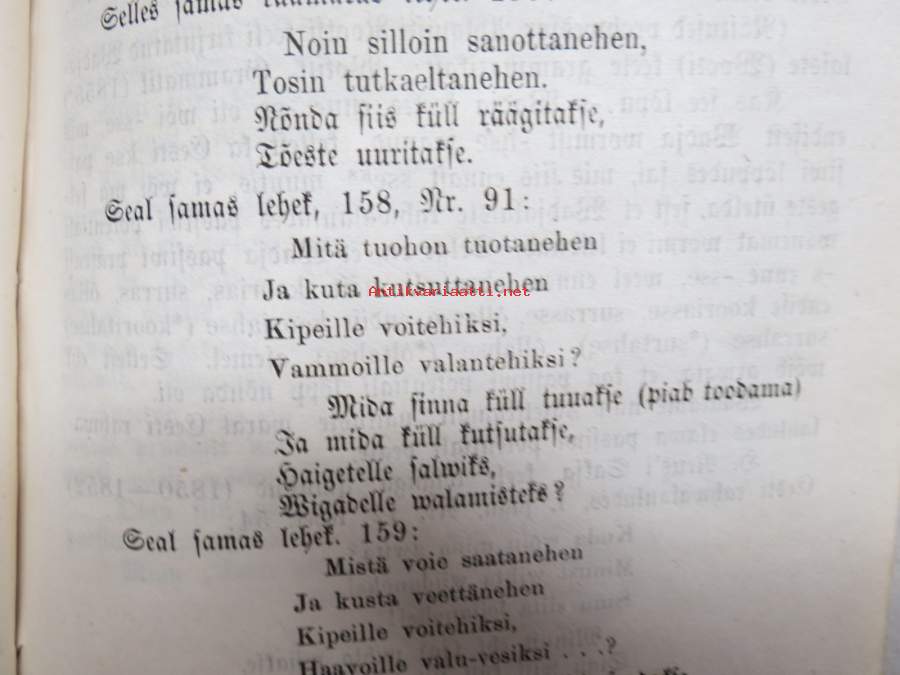 Selles samas
Noin silloin sanottanehen,
Tosin tutkaeltanehen.
Nõnda siis küll räägitakse,
Tõeste uuritakse.
Seal samas lehek, 158, Nr. 91:
Mitä tuohon tuotanehen
Ja kuta kutsuttanehen
Antikvariaatti.net
Kipeille voitehiksi,
Vammoille valantehiksi?
Mida sinna küll tuuakse (piab toodama)
Ja mida küll kutsutakse,
Haigetelle salwiks,
Wigadelle walamisteks?
Seal samas lehek. 159:
Mistä voie saatanehen
Ja kusta veettänehen
Kipeille voitehiksi,
Haavoille valu-vesiksi . . .?